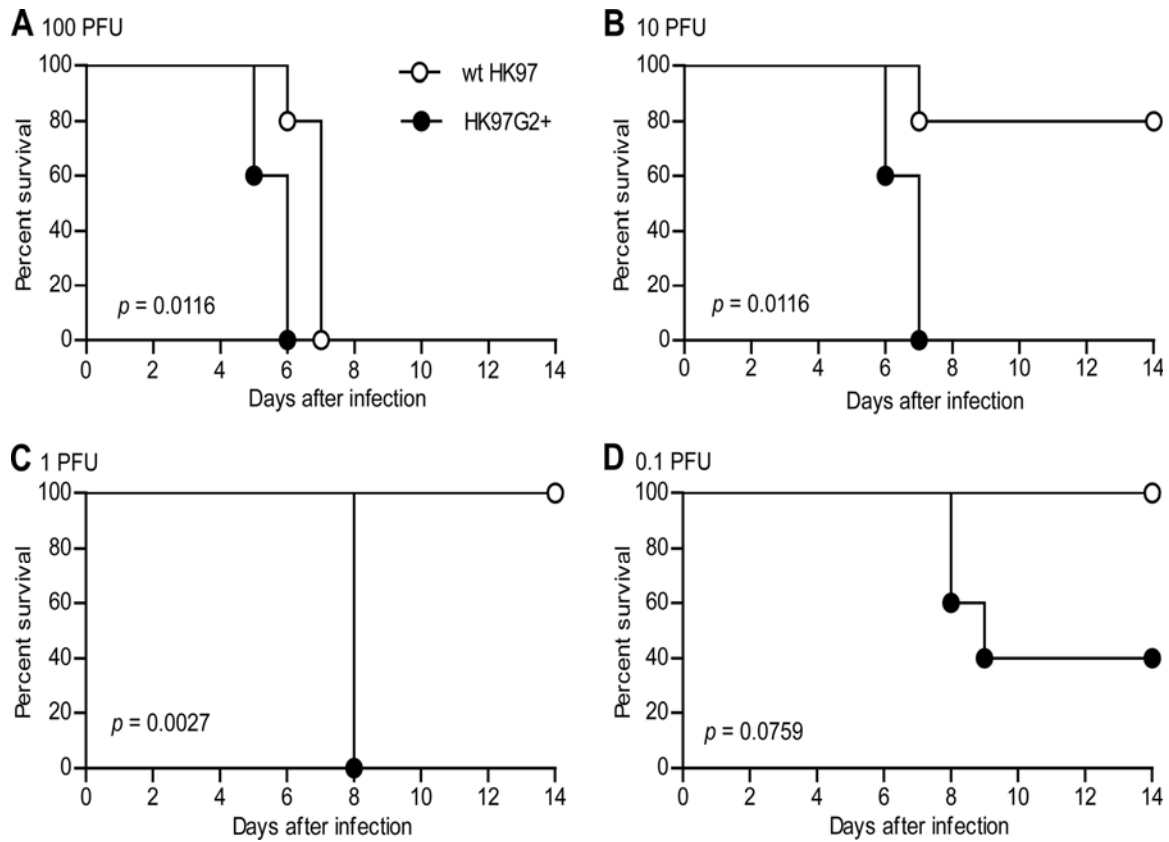 A 100 PFU
100
80
60
40
20
0
Percent survival
wt HK97
HK97G2+
p = 0.0116
0 2 4 6 8 10 12 14
Days after infection
B 10 PFU
100
80
60
40
20
0
Percent survival
p = 0.0116
0 2 4 6 8 10 12 14
Days after infection
C 1 PFU
100
80
60
40
20
0
Percent survival
p = 0.0027
0 2 4 6 8 10 12 14
Days after infection
D 0.1 PFU
100
80
60
40
20
0
Percent survival
p = 0.0759
0 2 4 6 8 10 12 14
Days after infection